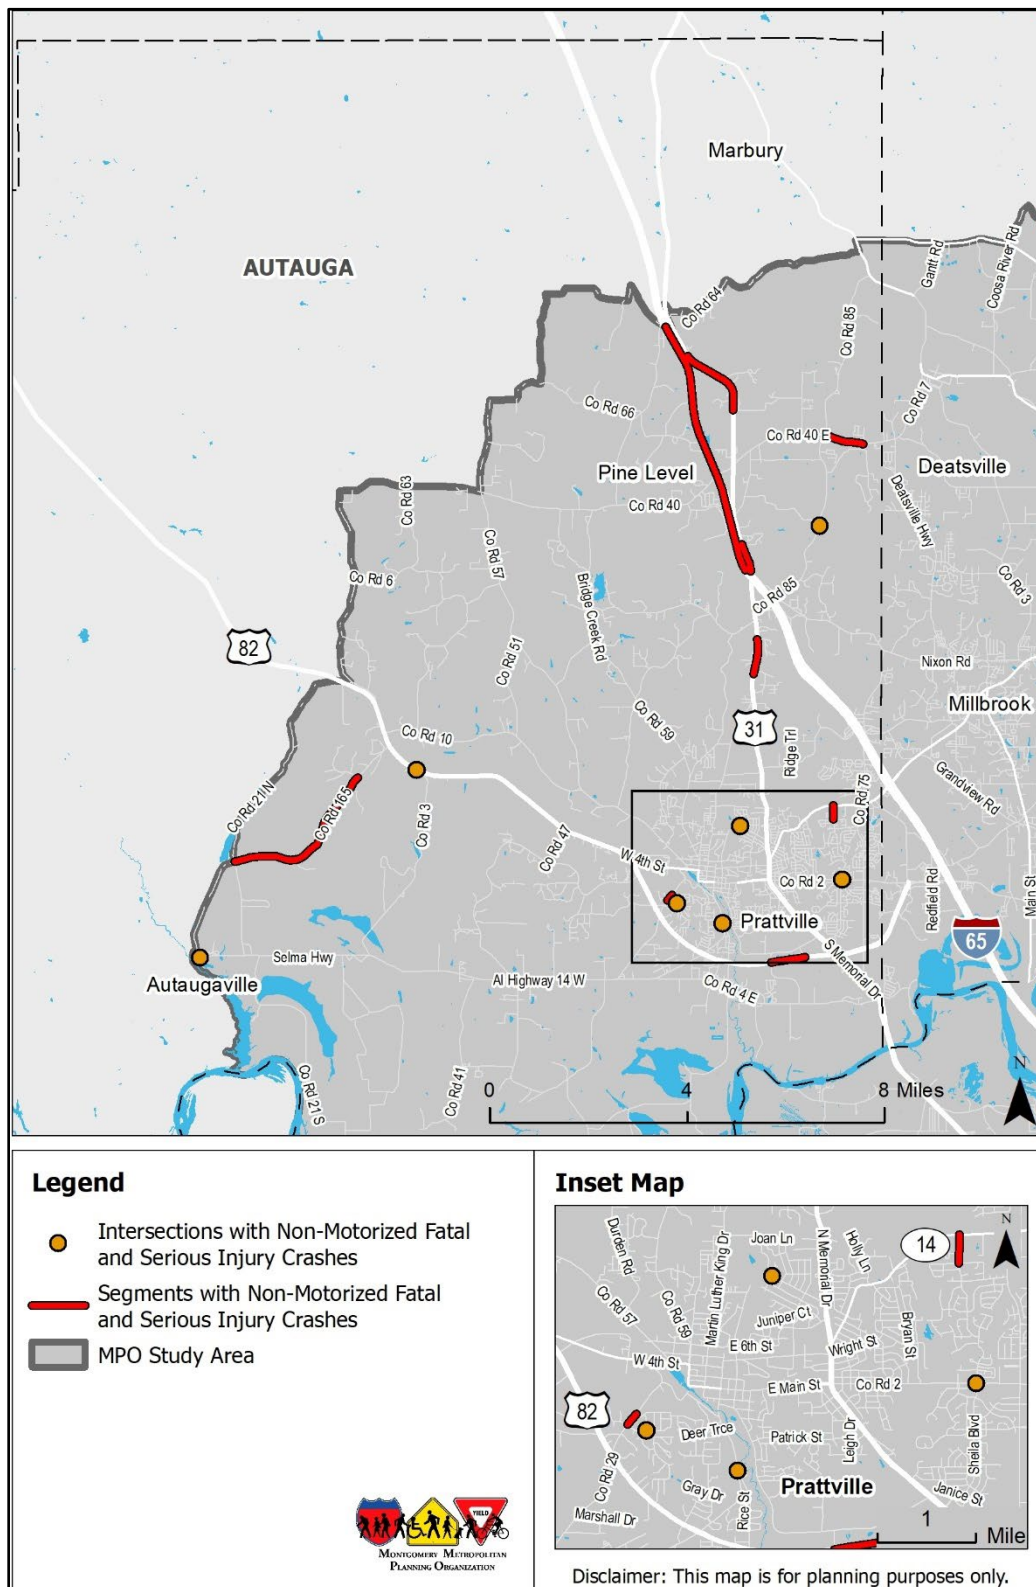 Marbury
AUTAUGA
Gantt Rd
Coosa River Rd
Co Rd 64
Co Rd 85
Co Rd 66
Co Rd 7
Co Rd 40 E
Pine Level
Deatsville
Co Rd 63
Co Rd 40
Deatsville Hwy
Co Rd 57
Co Rd 6
Bridge Creek Rd
Co Rd 85
Co Rd 3
82
Co Rd 51
Nixon Rd
Millbrook
Co Rd 59
31
Ridge Trl
Co Rd 10
Grandview Rd
Co Rd 75
Co Rd 21 N
Co Rd 165
Co Rd 3
Co Rd 47
W 4th St
Co Rd 2
Redfield Rd
Main St
Prattville
65
Selma Hwy
S Memorial Dr
Autaugaville
Al Highway 14 W
Co Rd 4 E
Co Rd 41
Co Rd 21 S
N
0 4 8 Miles
Legend
Intersections with Non-Motorized Fatal
and Serious Injury Crashes
Segments with Non-Motorized Fatal
and Serious Injury Crashes
MPO Study Area
YIELD
MONTGOMERY METROPOLITAN
PLANNING ORGANIZATION
Inset Map
Durden Rd
Martin Luther King Dr
Joan Ln
N Memorial Dr
Holly Ln
14
N
Co Rd 57
Co Rd 59
Juniper Ct
E 6th St
Wright St
Bryan St
W 4th St
E Main St
Co Rd 2
82
Deer Trce
Patrick St
Leigh Dr
Sheila Blvd
Co Rd 29
Gray Dr
Rice St
Prattville
Janice St
Marshall Dr
1
Mile
Disclaimer: This map is for planning purposes only.